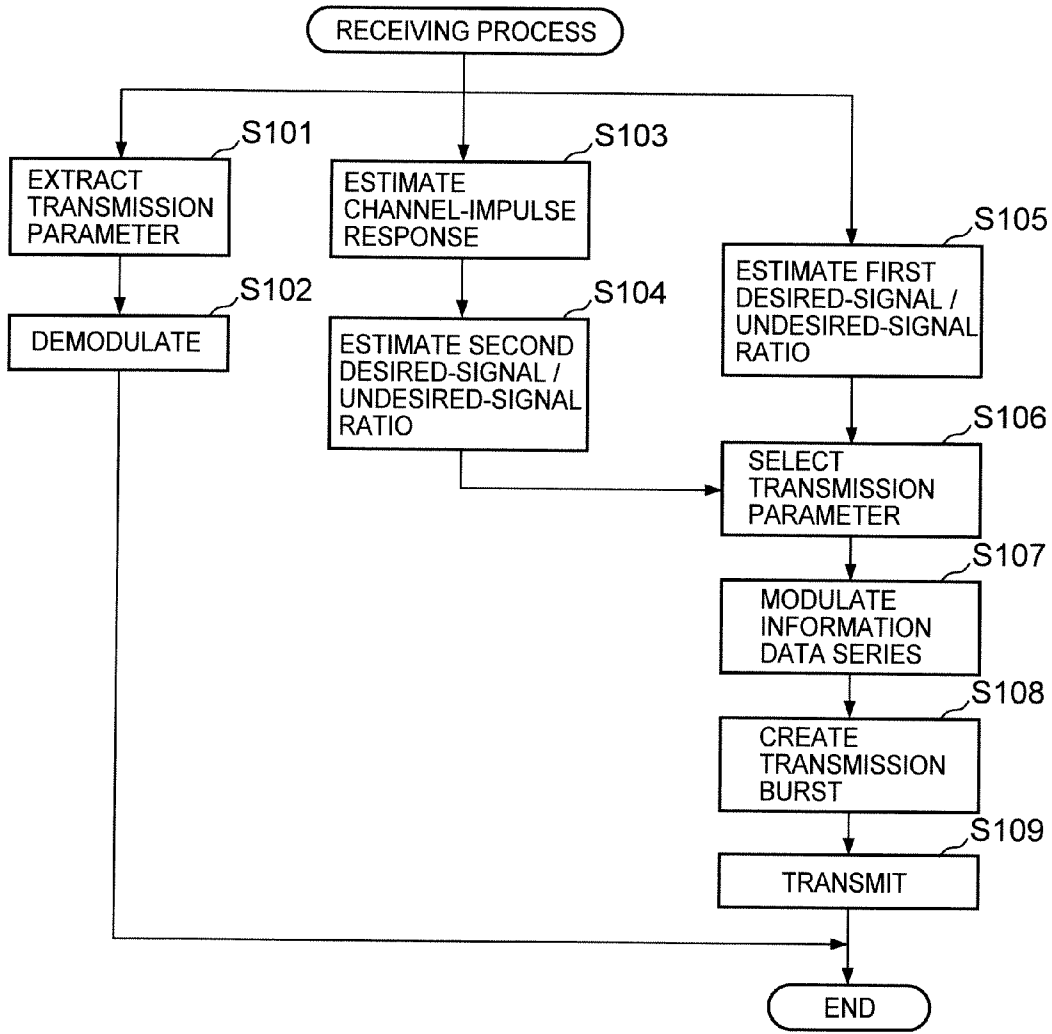 RECEIVING PROCESS
S101
EXTRACT
TRANSMISSION
PARAMETER
S102
DEMODULATE
S103
ESTIMATE
CHANNEL-IMPULSE
RESPONSE
S104
ESTIMATE SECOND
DESIRED-SIGNAL /
UNDESIRED-SIGNAL
RATIO
S105
ESTIMATE FIRST
DESIRED-SIGNAL /
UNDESIRED-SIGNAL
RATIO
S106
SELECT
TRANSMISSION
PARAMETER
S107
MODULATE
INFORMATION
DATA SERIES
S108
CREATE
TRANSMISSION
BURST
S109
TRANSMIT
END